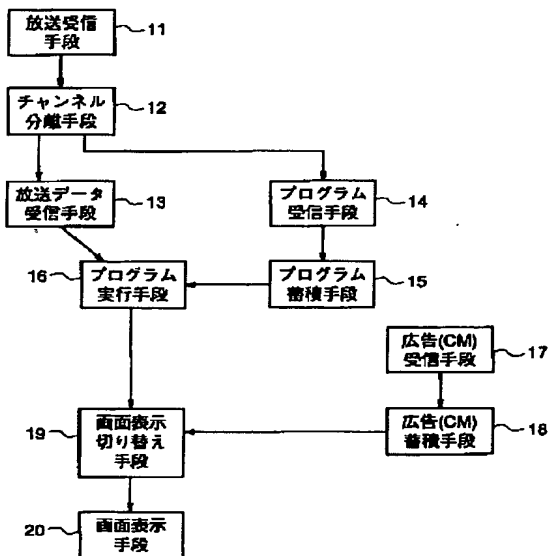 放送受信
手段
11
チャンネル
分離手段
12
放送データ
受信手段
13
プログラム
受信手段
14
16
プログラム
実行手段
プログラム
蓄積手段
15
広告(CM)
受信手段
17
19
画面表示
切り替え
手段
広告(CM)
蓄積手段
18
20
画面表示
手段